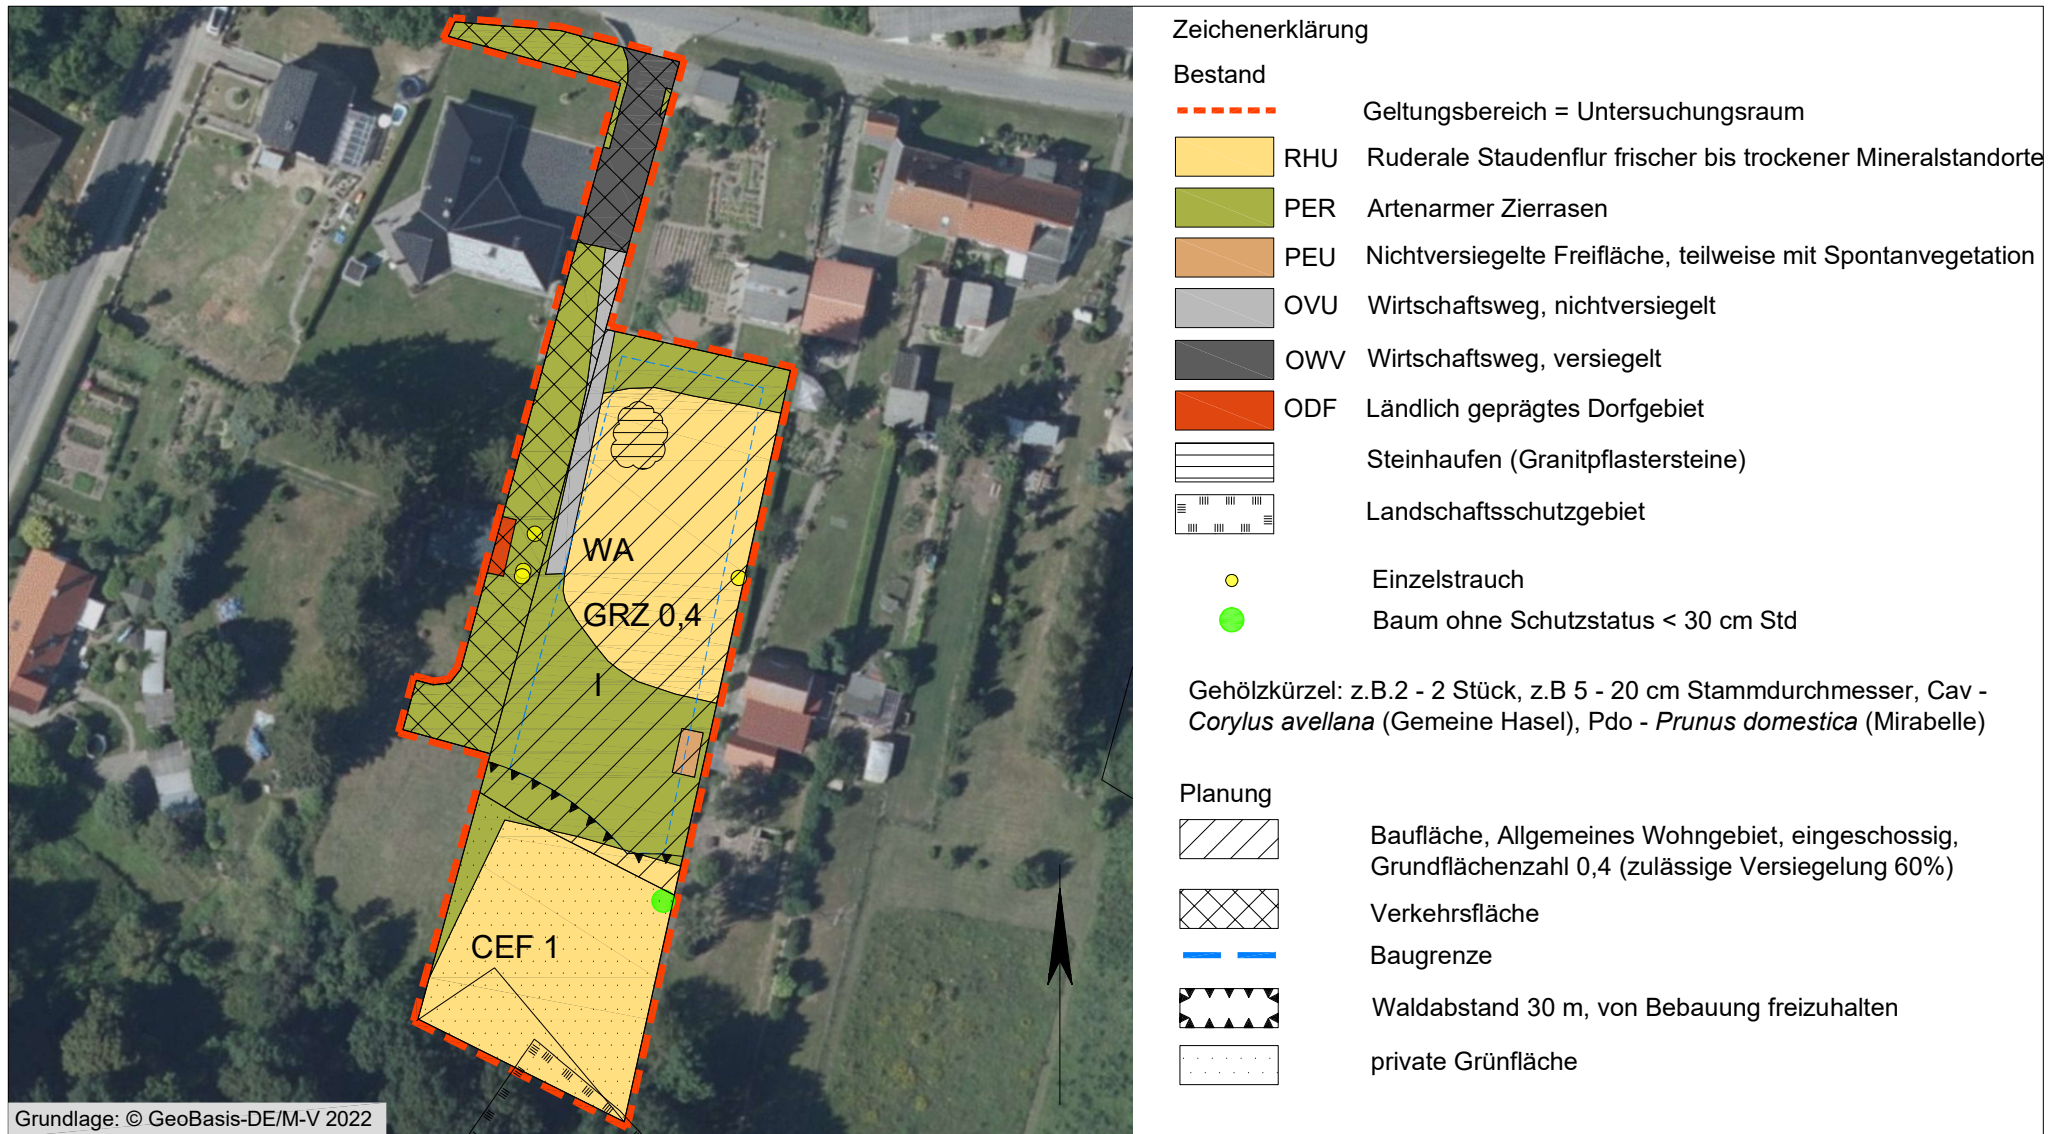 WA
GRZ 0,4
I
CEF 1
Grundlage: © GeoBasis-DE/M-V 2022
Zeichenerklärung
Bestand
Geltungsbereich = Untersuchungsraum
RHU Ruderale Staudenflur frischer bis trockener Mineralstandorte
PER Artenarmer Zierrasen
PEU Nichtversiegelte Freifläche, teilweise mit Spontanvegetation
OVU Wirtschaftsweg, nichtversiegelt
OWV Wirtschaftsweg, versiegelt
ODF Ländlich geprägtes Dorfgebiet
Steinhaufen (Granitpflastersteine)
Landschaftsschutzgebiet
Einzelstrauch
Baum ohne Schutzstatus < 30 cm Std
Gehölzkürzel: z.B.2 - 2 Stück, z.B 5 - 20 cm Stammdurchmesser, Cav -
Corylus avellana (Gemeine Hasel), Pdo - Prunus domestica (Mirabelle)
Planung
Baufläche, Allgemeines Wohngebiet, eingeschossig,
Grundflächenzahl 0,4 (zulässige Versiegelung 60%)
Verkehrsfläche
Baugrenze
Waldabstand 30 m, von Bebauung freizuhalten
private Grünfläche